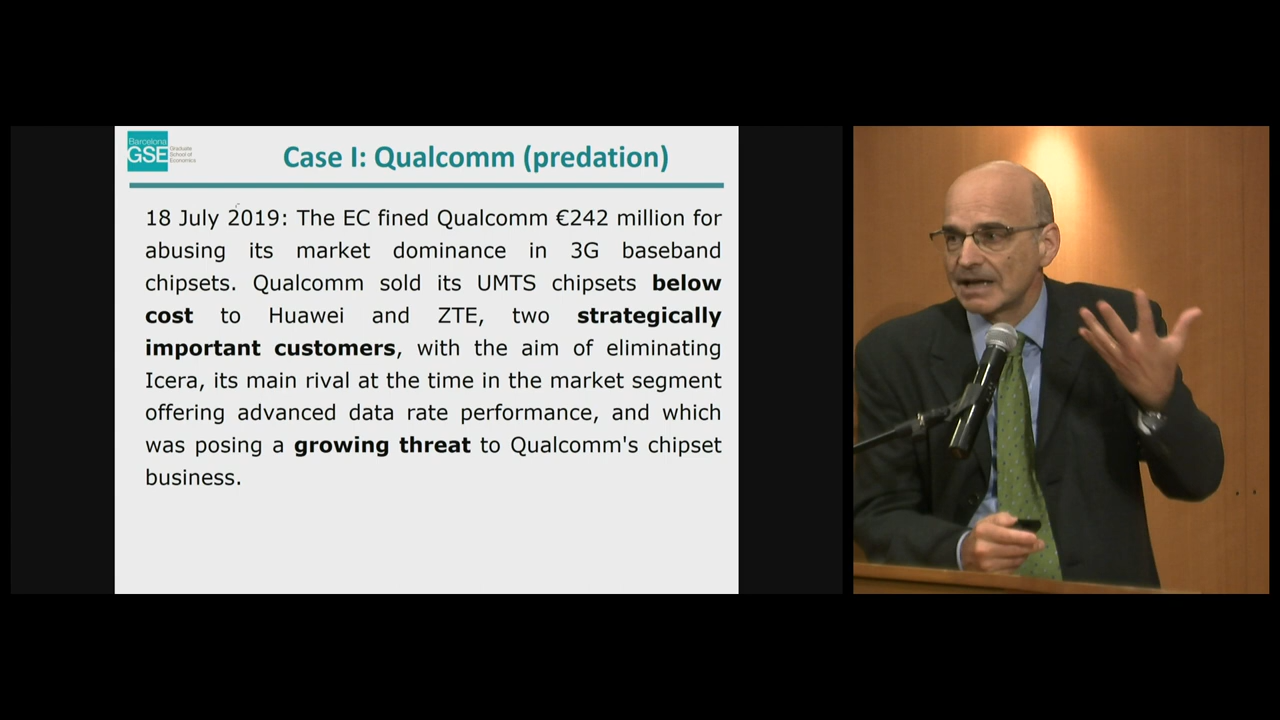 Barcelona
GSE
Graduate
School of
Economics
Case I: Qualcomm (predation)
18 July 2019: The EC fined Qualcomm €242 million for
abusing its market dominance in 3G baseband
chipsets. Qualcomm sold its UMTS chipsets below
cost to Huawei and ZTE, two strategically
important customers, with the aim of eliminating
Icera, its main rival at the time in the market segment
offering advanced data rate performance, and which
was posing a growing threat to Qualcomm's chipset
business.